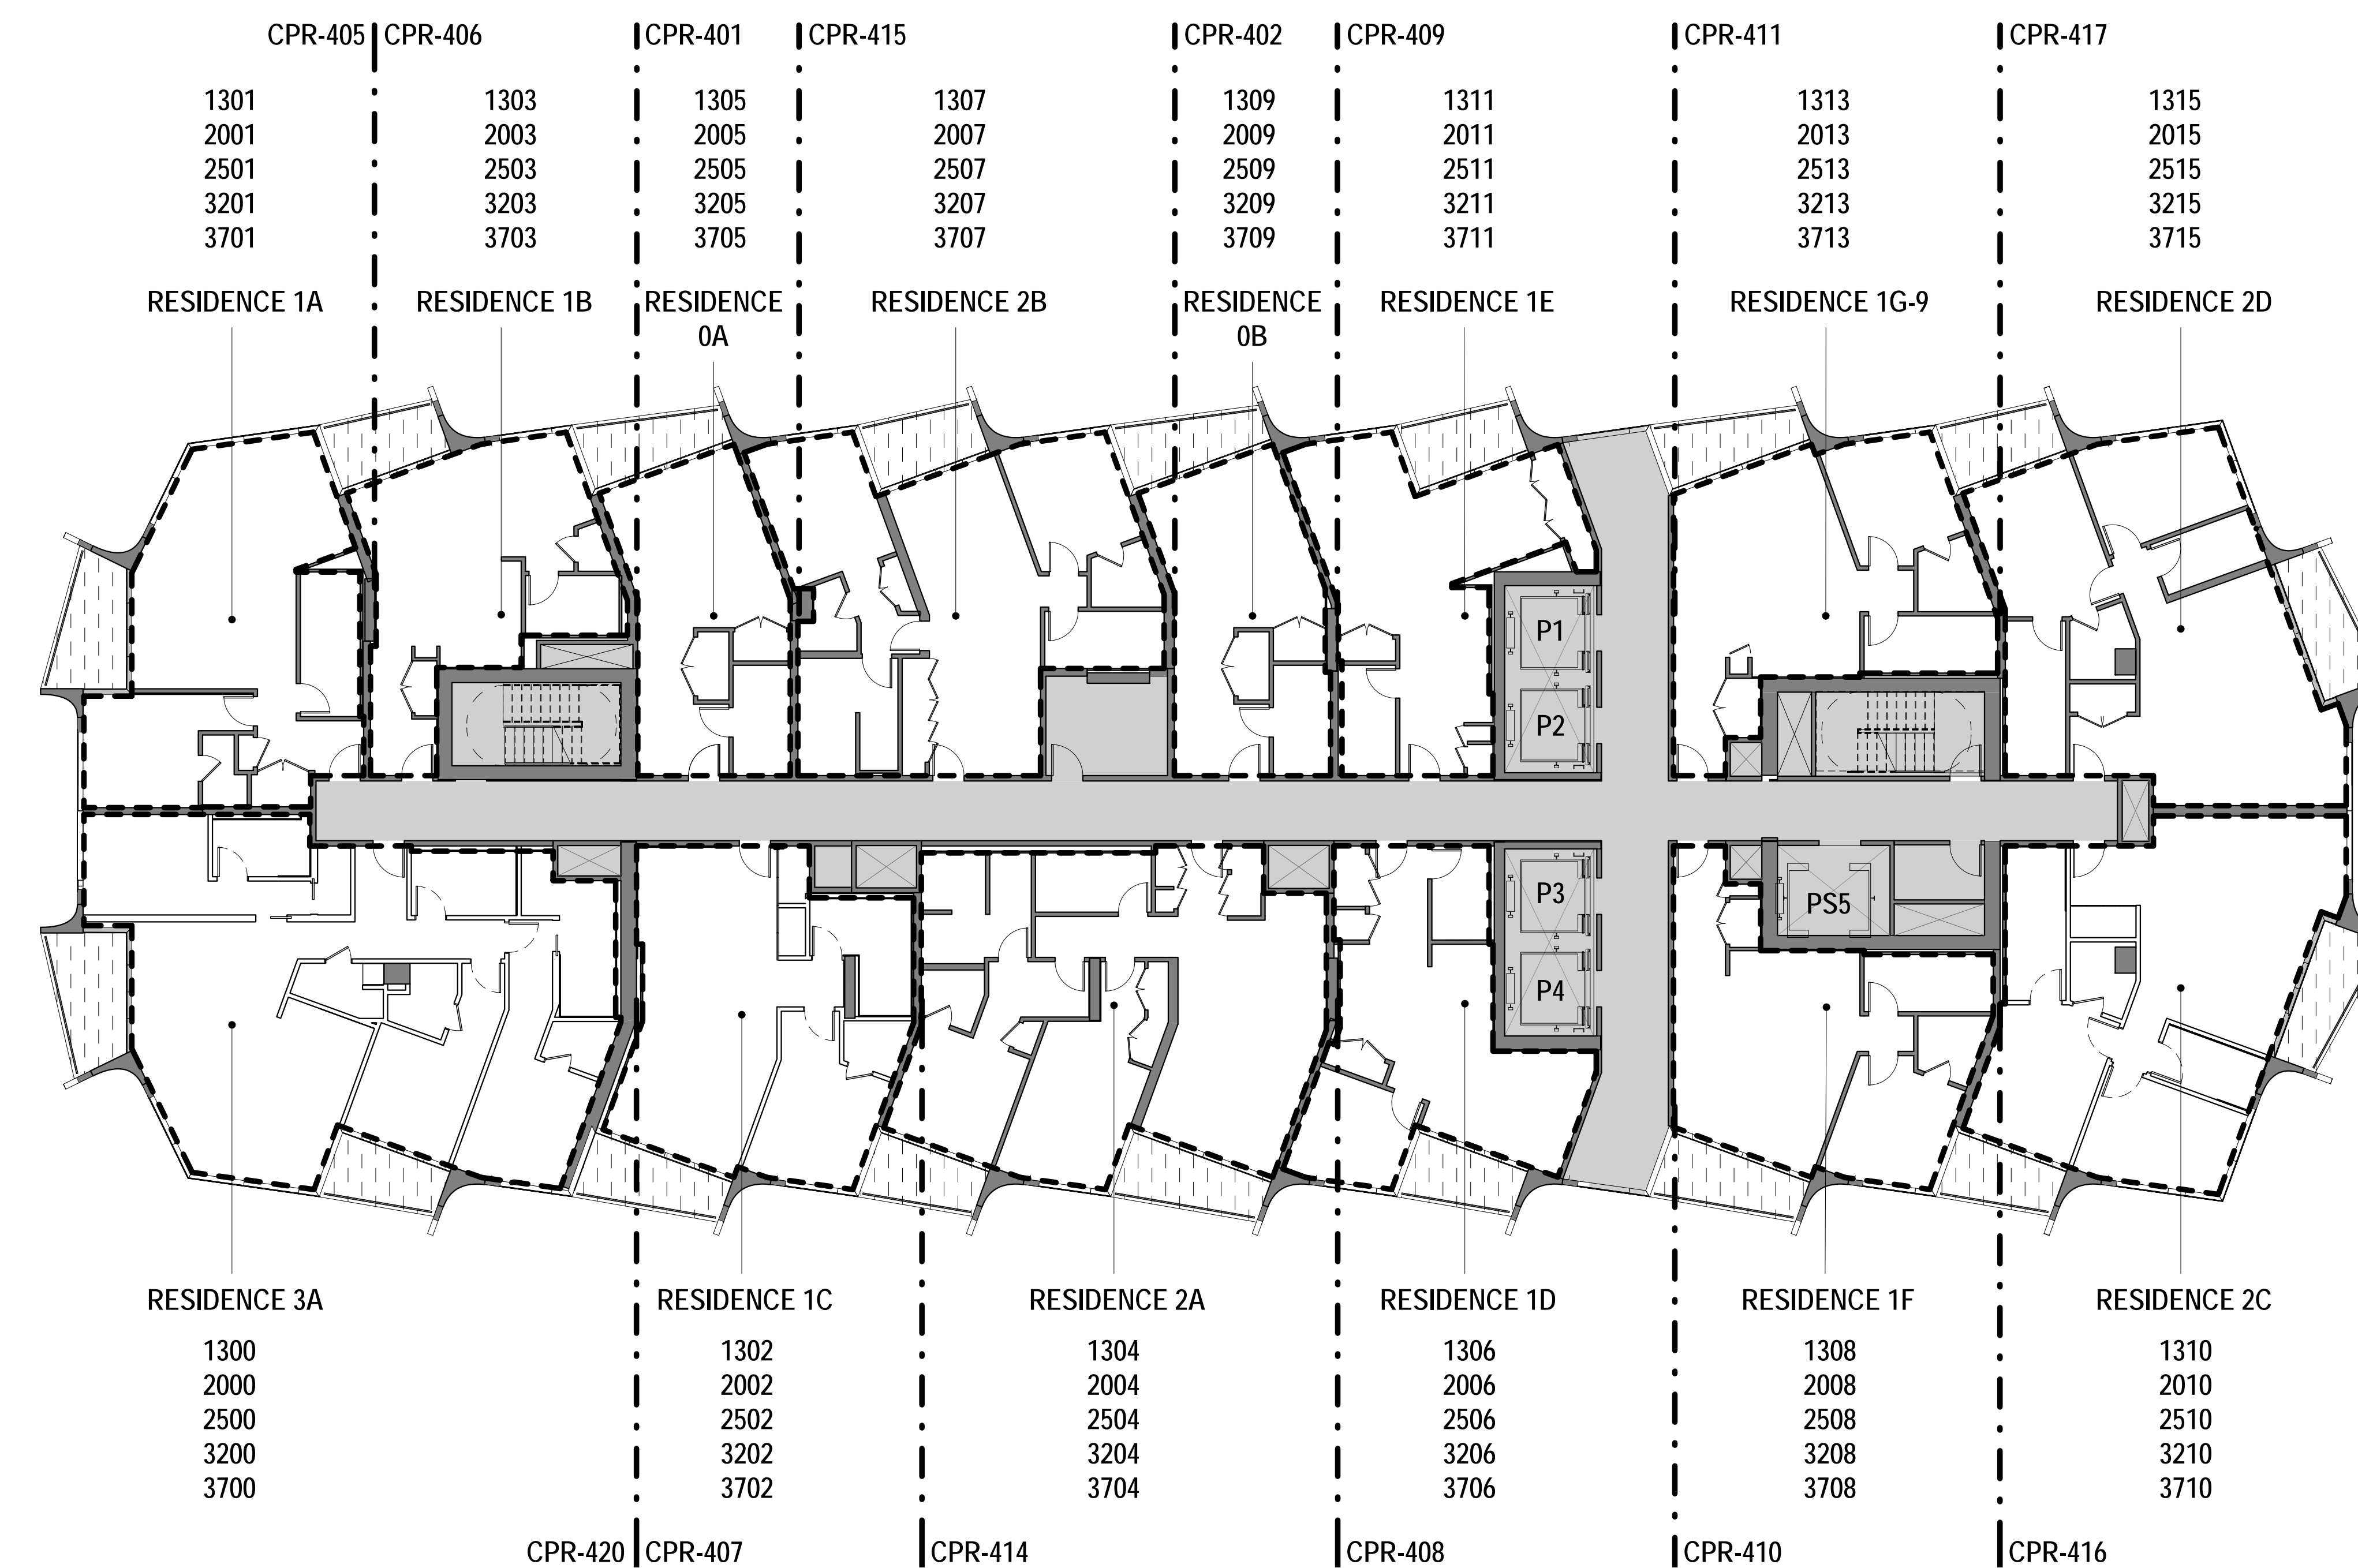 CPR-405 CPR-406 CPR-401 CPR-415 CPR-402 CPR-409 CPR-411 CPR-417
1301 1303 1305 1307 1309 1311 1313 1315
2001 2003 2005 2007 2009 2011 2013 2015
2501 2503 2505 2507 2509 2511 2513 2515
3201 3203 3205 3207 3209 3211 3213 3215
3701 3703 3705 3707 3709 3711 3713 3715
RESIDENCE 1A RESIDENCE 1B RESIDENCE RESIDENCE 2B RESIDENCE RESIDENCE 1E RESIDENCE 1G-9 RESIDENCE 2D
0A 0B
P1
P2
P3
PS5
P4
RESIDENCE 3A RESIDENCE 1C RESIDENCE 2A RESIDENCE 1D RESIDENCE 1F RESIDENCE 2C
1300 1302 1304 1306 1308 1310
2000 2002 2004 2006 2008 2010
2500 2502 2504 2506 2508 2510
3200 3202 3204 3206 3208 3210
3700 3702 3704 3706 3708 3710
CPR-420 CPR-407 CPR-414 CPR-408 CPR-410 CPR-416